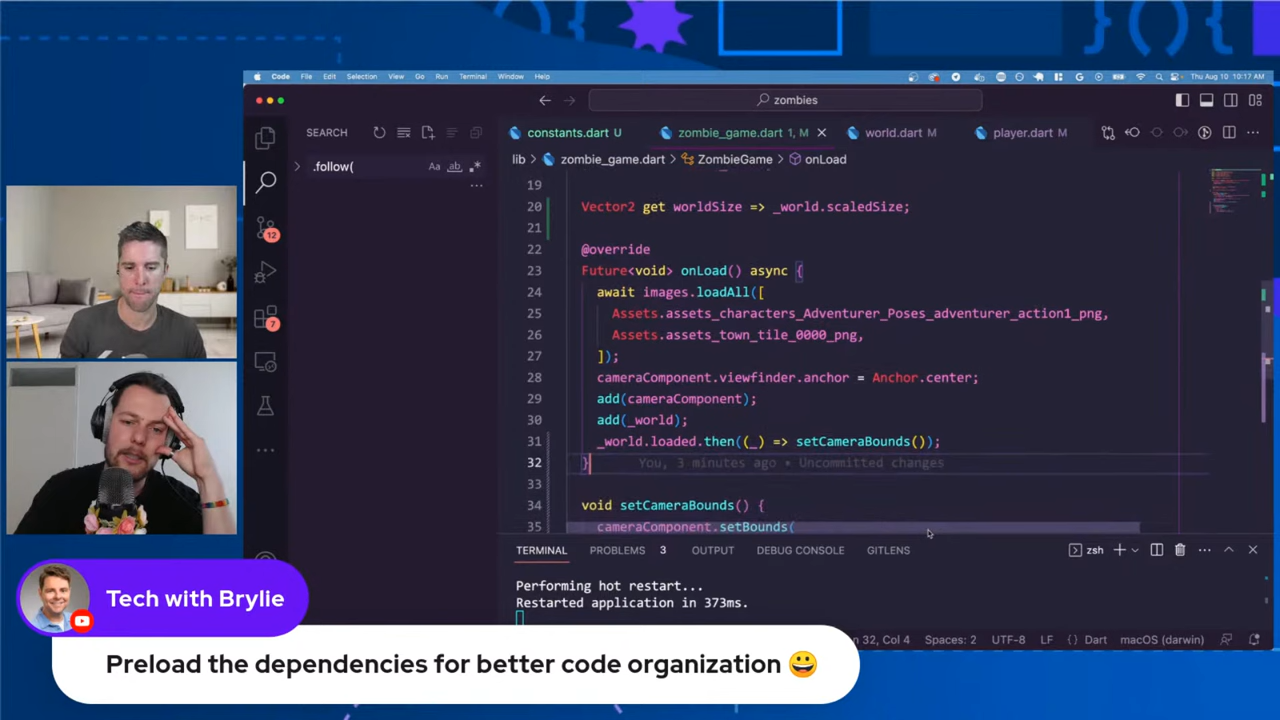 Code File Edit Selection View Go Run Terminal Window Help
Thu Aug 10 10:17 AM
zombies
SEARCH
.follow(
Aa ab .*
12
7
constants.dart U
zombie_game.dart 1, M
world.dart M
player.dart M
lib > zombie_game.dart > ZombieGame > onLoad
19
20 Vector2 get worldSize => _world.scaledSize;
21
22 @override
23 Future<void> onLoad() async {
24 await images.loadAll([
25 Assets.assets_characters_Adventurer_Poses_adventurer_action1_png,
26 Assets.assets_town_tile_0000_png,
27 ]);
28 cameraComponent.viewfinder.anchor = Anchor.center;
29 add(cameraComponent);
30 add(_world);
31 _world.loaded.then((_) => setCameraBounds());
32 } You, 3 minutes ago • Uncommitted changes
33
34 void setCameraBounds() {
35 cameraComponent.setBounds(
TERMINAL PROBLEMS 3 OUTPUT DEBUG CONSOLE GITLENS
zsh
Performing hot restart...
Restarted application in 373ms.
Ln 32, Col 4 Spaces: 2 UTF-8 LF { } Dart macOS (darwin)
Tech with Brylie
Preload the dependencies for better code organization 😀